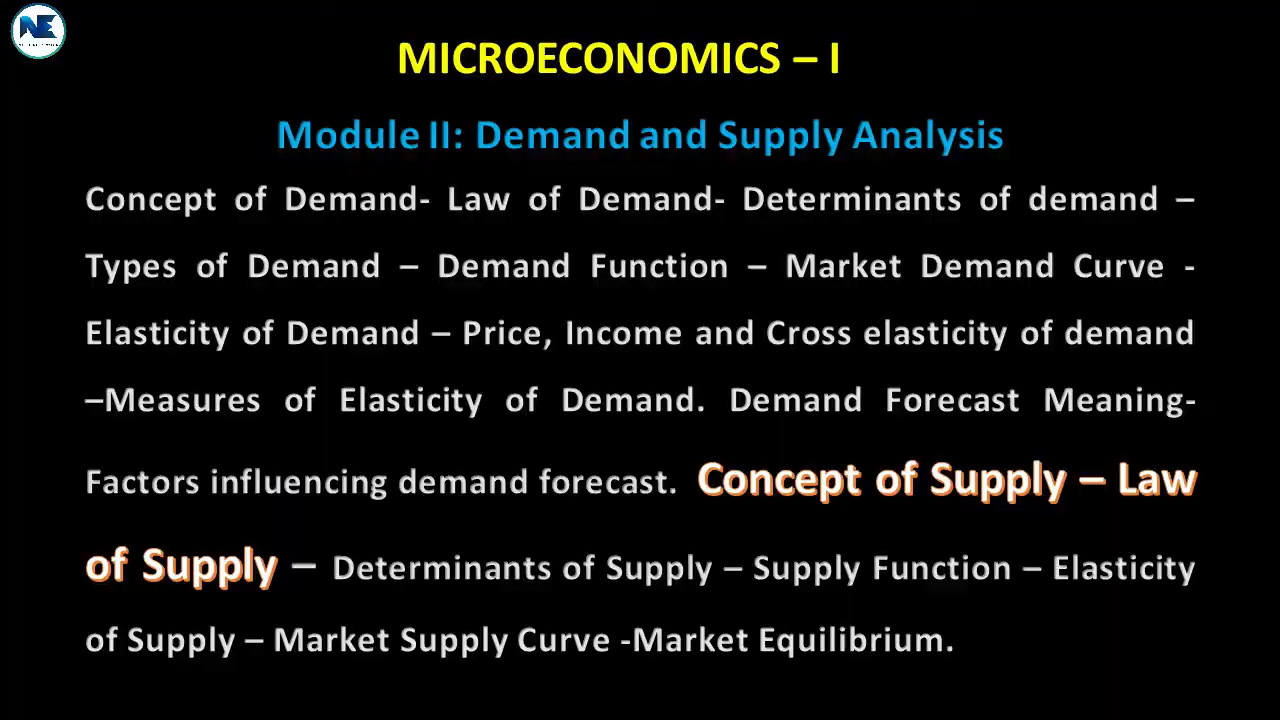 NE
MICROECONOMICS – I
Module II: Demand and Supply Analysis
Concept of Demand- Law of Demand- Determinants of demand –
Types of Demand – Demand Function – Market Demand Curve -
Elasticity of Demand – Price, Income and Cross elasticity of demand
–Measures of Elasticity of Demand. Demand Forecast Meaning-
Factors influencing demand forecast. Concept of Supply – Law
of Supply – Determinants of Supply – Supply Function – Elasticity
of Supply – Market Supply Curve -Market Equilibrium.